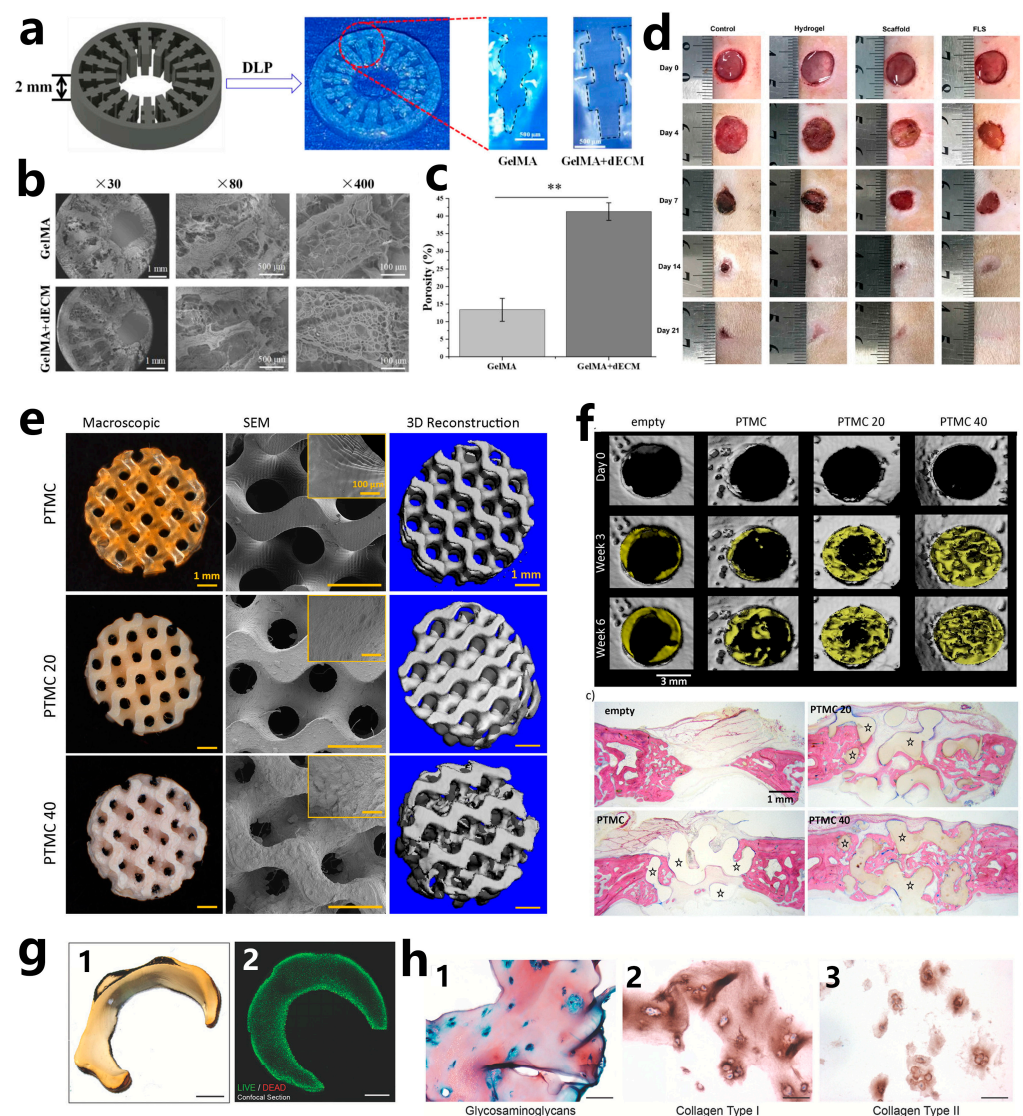 a
2 mm
DLP
500 μm
500 μm
GelMA
GelMA+dECM
b
×30
×80
×400
GelMA
1 mm
500 μm
100 μm
GelMA+dECM
1 mm
500 μm
100 μm
c
**
Porosity (%)
45
40
35
30
25
20
15
10
5
0
GelMA
GelMA+dECM
d
Control
Hydrogel
Scaffold
FLS
Day 0
Day 4
Day 7
Day 14
Day 21
e
Macroscopic
SEM
3D Reconstruction
PTMC
1 mm
100 μm
1 mm
PTMC 20
PTMC 40
f
empty
PTMC
PTMC 20
PTMC 40
Day 0
Week 3
Week 6
3 mm
c)
empty
PTMC 20
1 mm
PTMC
PTMC 40
g
1
2
LIVE / DEAD
Confocal Section
h
1
2
3
Glycosaminoglycans
Collagen Type I
Collagen Type II